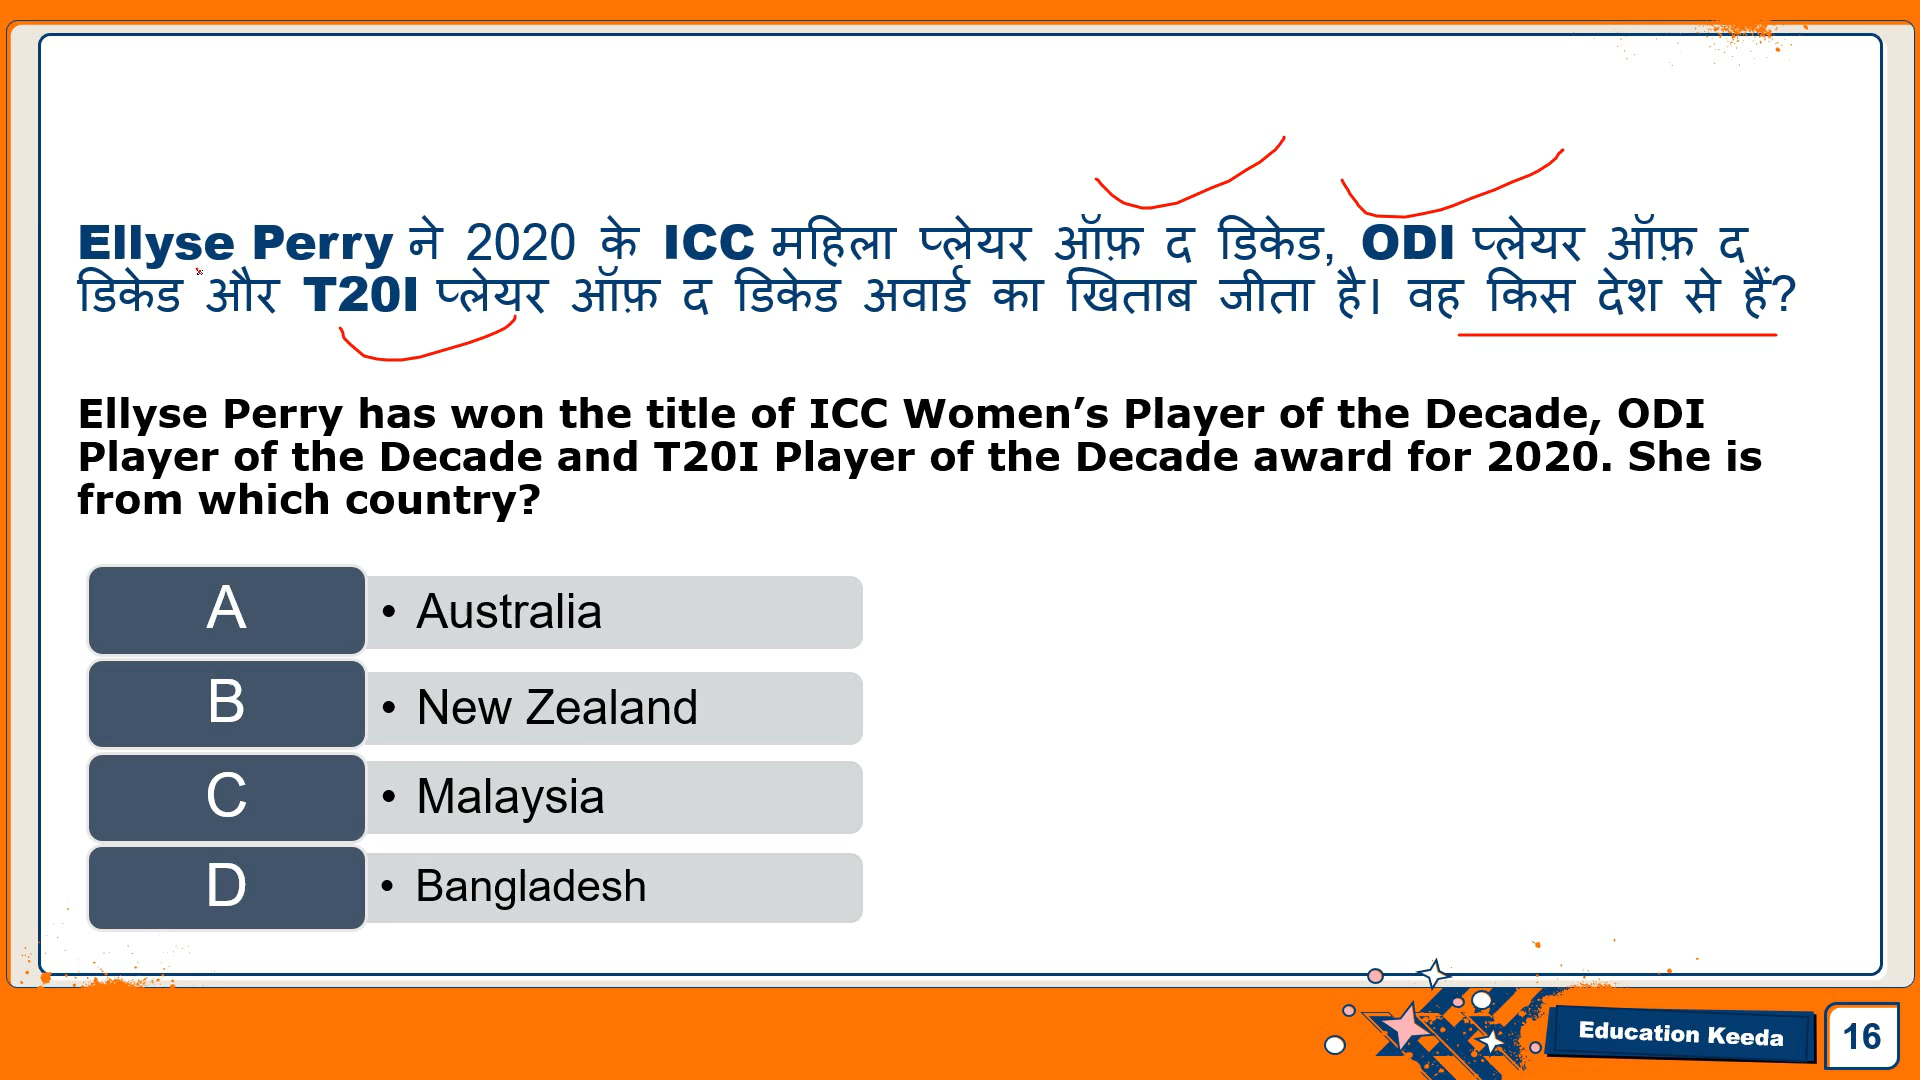 Ellyse Perry ने 2020 के ICC महिला प्लेयर ऑफ़ द डिकेड, ODI प्लेयर ऑफ़ द
डिकेड और T20I प्लेयर ऑफ़ द डिकेड अवार्ड का खिताब जीता है। वह किस देश से हैं?
Ellyse Perry has won the title of ICC Women’s Player of the Decade, ODI
Player of the Decade and T20I Player of the Decade award for 2020. She is
from which country?
A • Australia
B • New Zealand
C • Malaysia
D • Bangladesh
Education Keeda 16